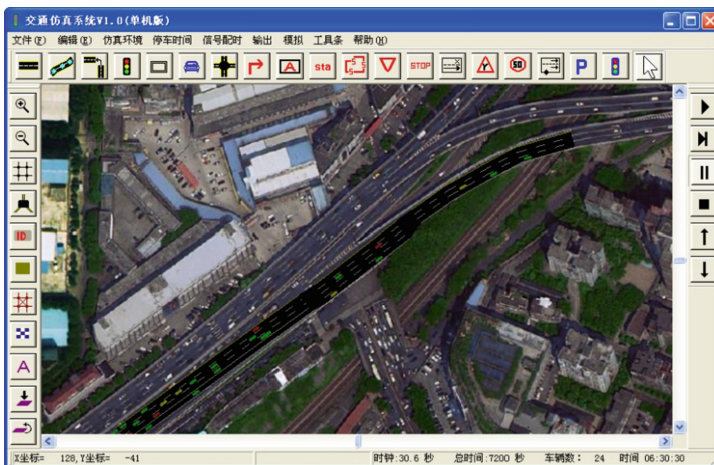 交通仿真系统V1.0(单机版)
文件(F) 编辑(E) 仿真环境 停车时间 信号配时 输出 模拟 工具条 帮助(H)
A sta STOP 50 P
ID
A
X坐标= 128,Y坐标= -41 时钟:30.6 秒 总时间:7200 秒 车辆数: 24 时间 06:30:30